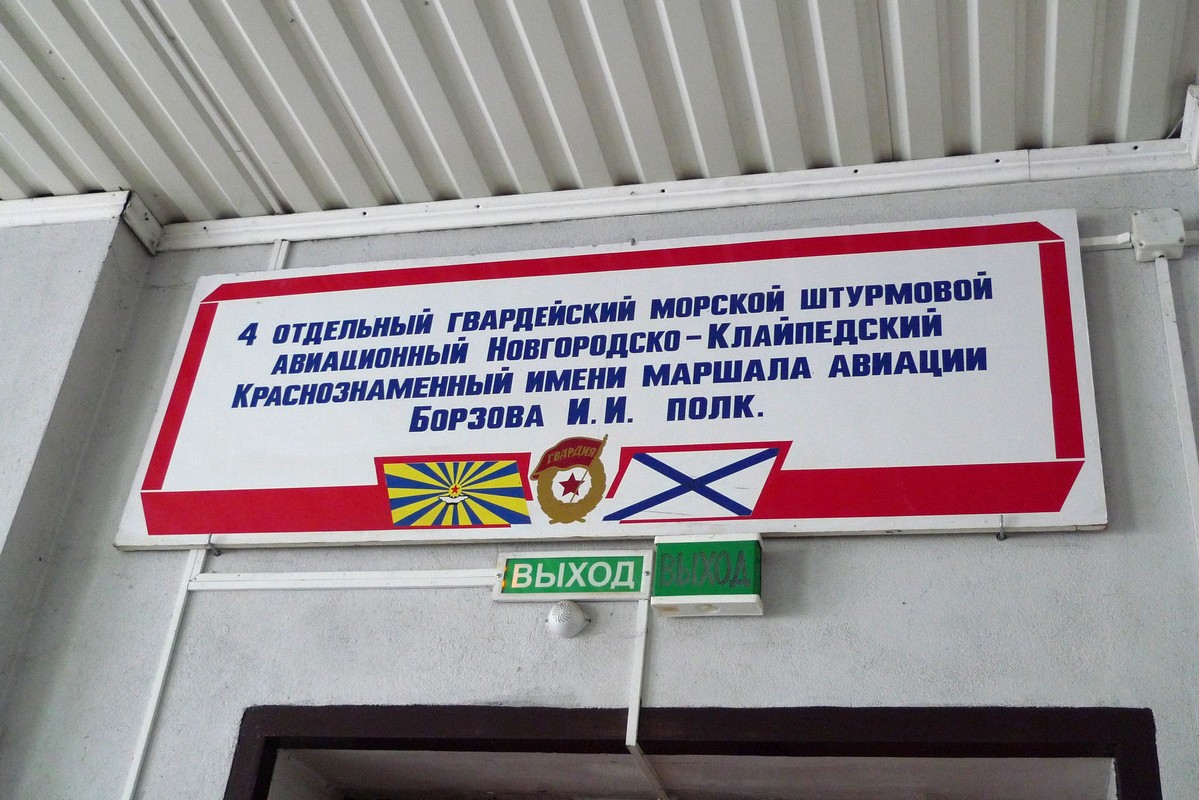 4 ОТДЕЛЬНЫЙ ГВАРДЕЙСКИЙ МОРСКОЙ ШТУРМОВОЙ
АВИАЦИОННЫЙ НОВГОРОДСКО-КЛАЙПЕДСКИЙ
КРАСНОЗНАМЕННЫЙ ИМЕНИ МАРШАЛА АВИАЦИИ
БОРЗОВА И. И. ПОЛК.
ГВАРДИЯ
ВЫХОД
ВЫХОД